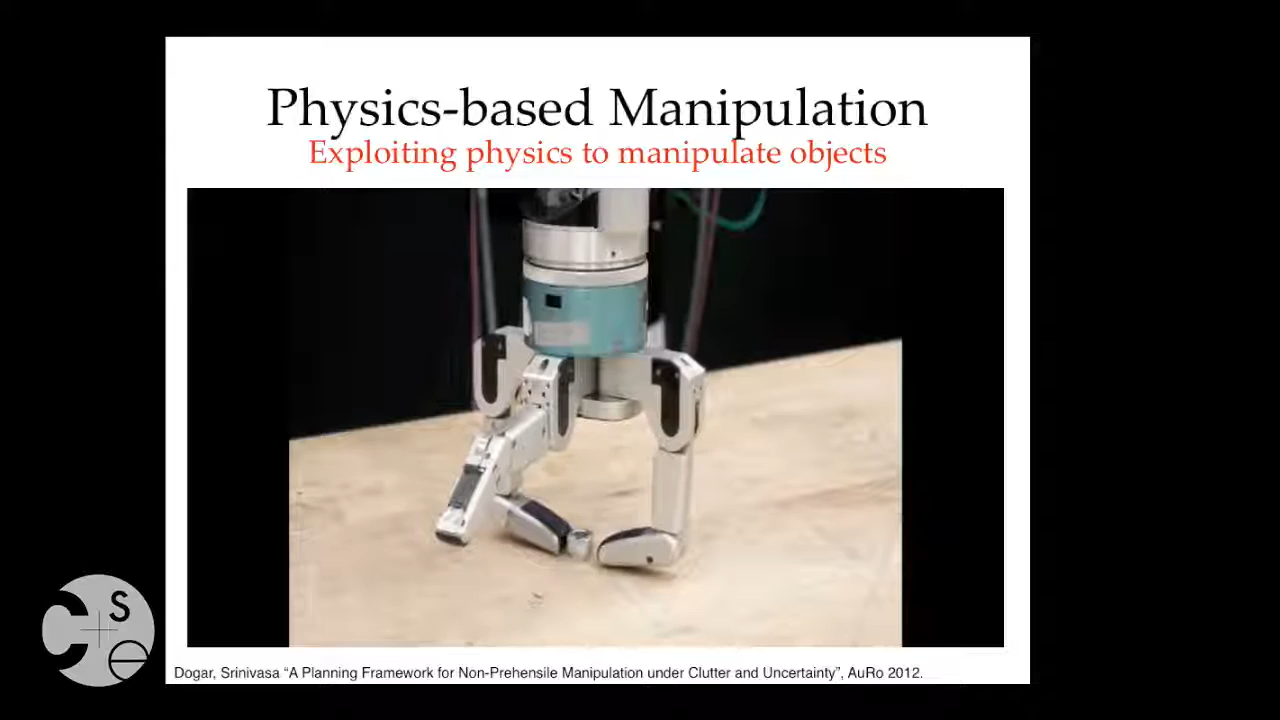 Physics-based Manipulation
Exploiting physics to manipulate objects
Dogar, Srinivasa “A Planning Framework for Non-Prehensile Manipulation under Clutter and Uncertainty”, AuRo 2012.
C S e